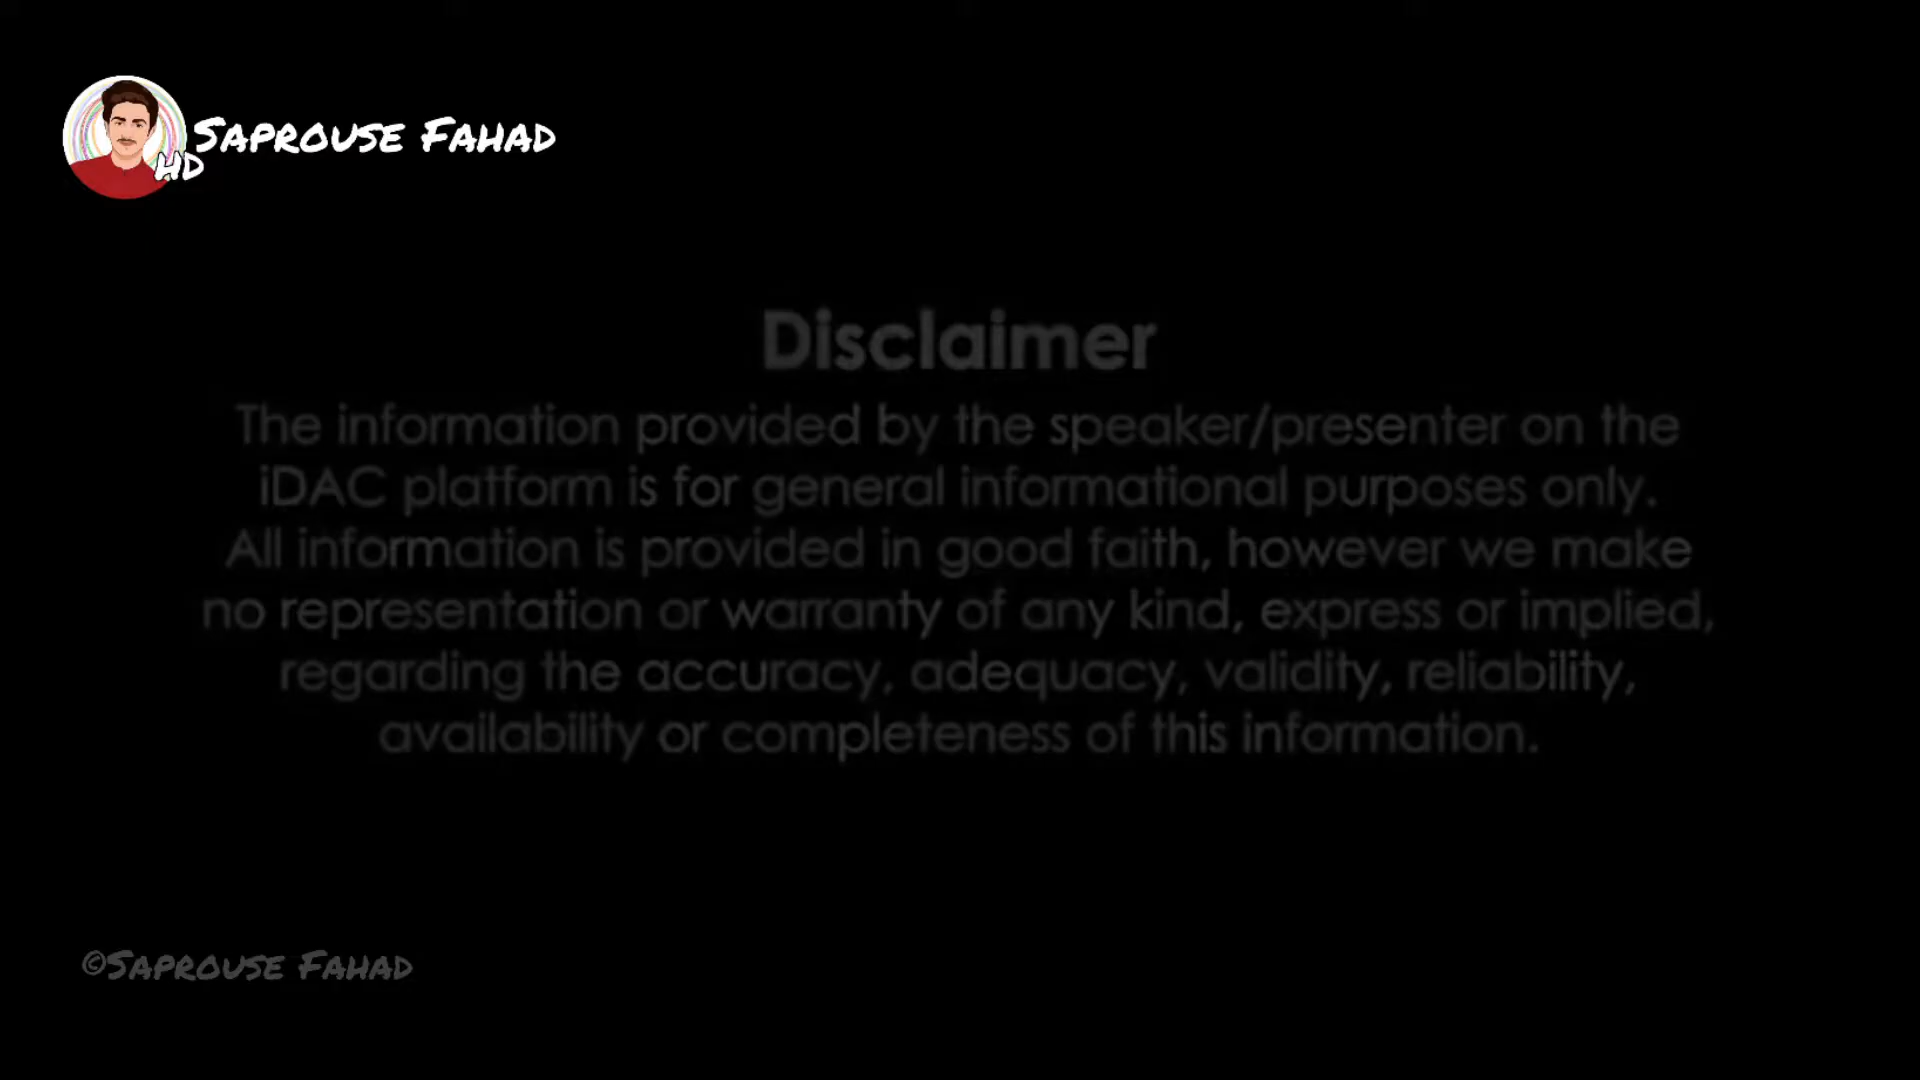 Saprouse Fahad
HD
Disclaimer
The information provided by the speaker/presenter on the
iDAC platform is for general informational purposes only.
All information is provided in good faith, however we make
no representation or warranty of any kind, express or implied,
regarding the accuracy, adequacy, validity, reliability,
availability or completeness of this information.
©Saprouse Fahad